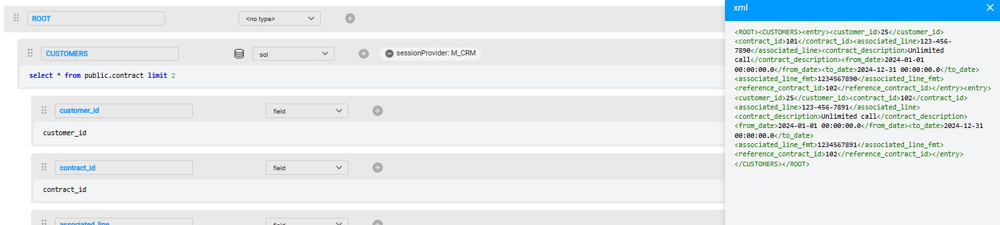 ROOT
<no type>
CUSTOMERS
sql
sessionProvider: M_CRM
select * from public.contract limit 2
customer_id
field
customer_id
contract_id
field
contract_id
associated_line
field
xml
<ROOT><CUSTOMERS><entry><customer_id>25</customer_id>
<contract_id>101</contract_id><associated_line>123-456-
7890</associated_line><contract_description>Unlimited
call</contract_description><from_date>2024-01-01
00:00:00.0</from_date><to_date>2024-12-31 00:00:00.0</to_date>
<associated_line_fmt>1234567890</associated_line_fmt>
<reference_contract_id>102</reference_contract_id></entry><entry>
<customer_id>25</customer_id><contract_id>102</contract_id>
<associated_line>123-456-7891</associated_line>
<contract_description>Unlimited call</contract_description>
<from_date>2024-01-01 00:00:00.0</from_date><to_date>2024-12-31
00:00:00.0</to_date>
<associated_line_fmt>1234567891</associated_line_fmt>
<reference_contract_id>102</reference_contract_id></entry>
</CUSTOMERS></ROOT>